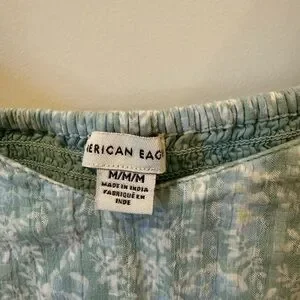 ERICAN EAG
M/M/M
MADE IN INDIA
FABRIQUÉ EN
INDE